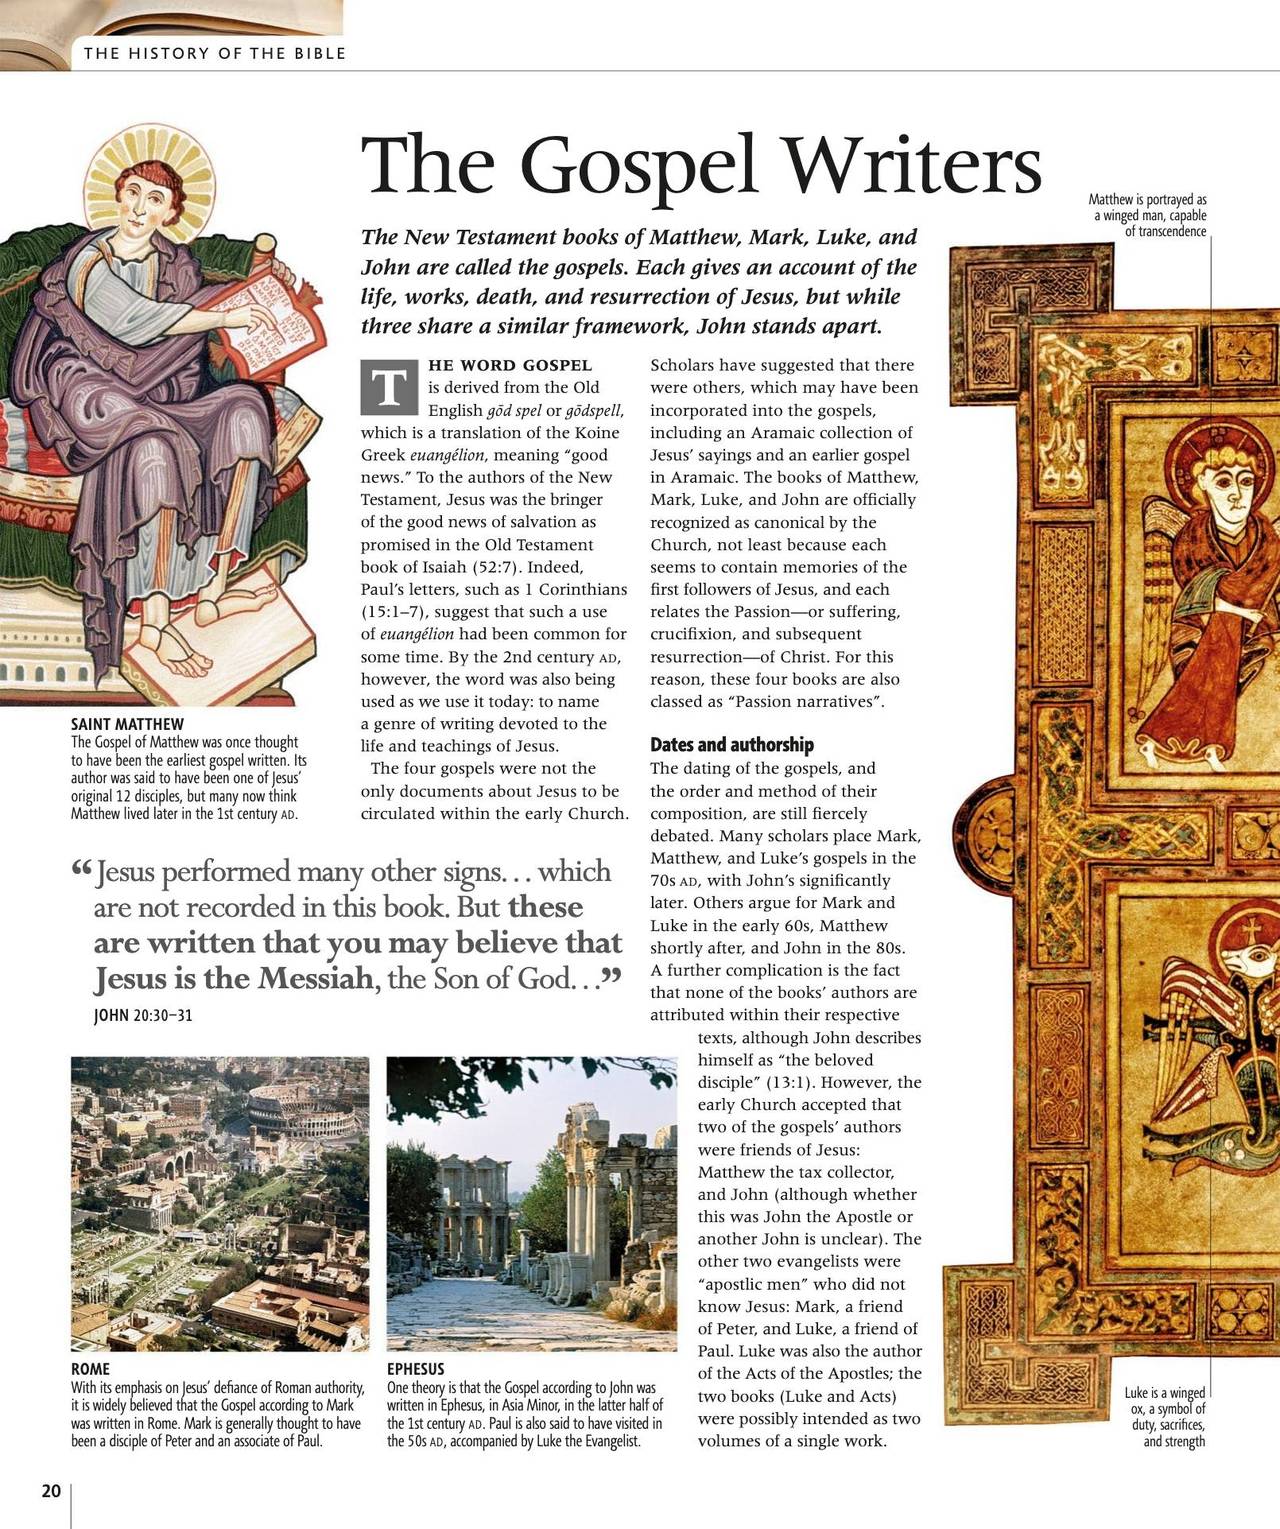 THE HISTORY OF THE BIBLE
The Gospel Writers
Matthew is portrayed as
a winged man, capable
of transcendence
The New Testament books of Matthew, Mark, Luke, and
John are called the gospels. Each gives an account of the
life, works, death, and resurrection of Jesus, but while
three share a similar framework, John stands apart.
THE WORD GOSPEL
is derived from the Old
English gōd spel or gōdspell,
which is a translation of the Koine
Greek euangélion, meaning “good
news.” To the authors of the New
Testament, Jesus was the bringer
of the good news of salvation as
promised in the Old Testament
book of Isaiah (52:7). Indeed,
Paul’s letters, such as 1 Corinthians
(15:1–7), suggest that such a use
of euangélion had been common for
some time. By the 2nd century AD,
however, the word was also being
used as we use it today: to name
a genre of writing devoted to the
life and teachings of Jesus.
The four gospels were not the
only documents about Jesus to be
circulated within the early Church.
Scholars have suggested that there
were others, which may have been
incorporated into the gospels,
including an Aramaic collection of
Jesus’ sayings and an earlier gospel
in Aramaic. The books of Matthew,
Mark, Luke, and John are officially
recognized as canonical by the
Church, not least because each
seems to contain memories of the
first followers of Jesus, and each
relates the Passion—or suffering,
crucifixion, and subsequent
resurrection—of Christ. For this
reason, these four books are also
classed as “Passion narratives”.
Dates and authorship
The dating of the gospels, and
the order and method of their
composition, are still fiercely
debated. Many scholars place Mark,
Matthew, and Luke’s gospels in the
70s AD, with John’s significantly
later. Others argue for Mark and
Luke in the early 60s, Matthew
shortly after, and John in the 80s.
A further complication is the fact
that none of the books’ authors are
attributed within their respective
texts, although John describes
himself as “the beloved
disciple” (13:1). However, the
early Church accepted that
two of the gospels’ authors
were friends of Jesus:
Matthew the tax collector,
and John (although whether
this was John the Apostle or
another John is unclear). The
other two evangelists were
“apostlic men” who did not
know Jesus: Mark, a friend
of Peter, and Luke, a friend of
Paul. Luke was also the author
of the Acts of the Apostles; the
two books (Luke and Acts)
were possibly intended as two
volumes of a single work.
SAINT MATTHEW
The Gospel of Matthew was once thought
to have been the earliest gospel written. Its
author was said to have been one of Jesus’
original 12 disciples, but many now think
Matthew lived later in the 1st century AD.
“Jesus performed many other signs... which
are not recorded in this book. But these
are written that you may believe that
Jesus is the Messiah, the Son of God...”
JOHN 20:30–31
ROME
With its emphasis on Jesus’ defiance of Roman authority,
it is widely believed that the Gospel according to Mark
was written in Rome. Mark is generally thought to have
been a disciple of Peter and an associate of Paul.
EPHESUS
One theory is that the Gospel according to John was
written in Ephesus, in Asia Minor, in the latter half of
the 1st century AD. Paul is also said to have visited in
the 50s AD, accompanied by Luke the Evangelist.
Luke is a winged
ox, a symbol of
duty, sacrifices,
and strength
20